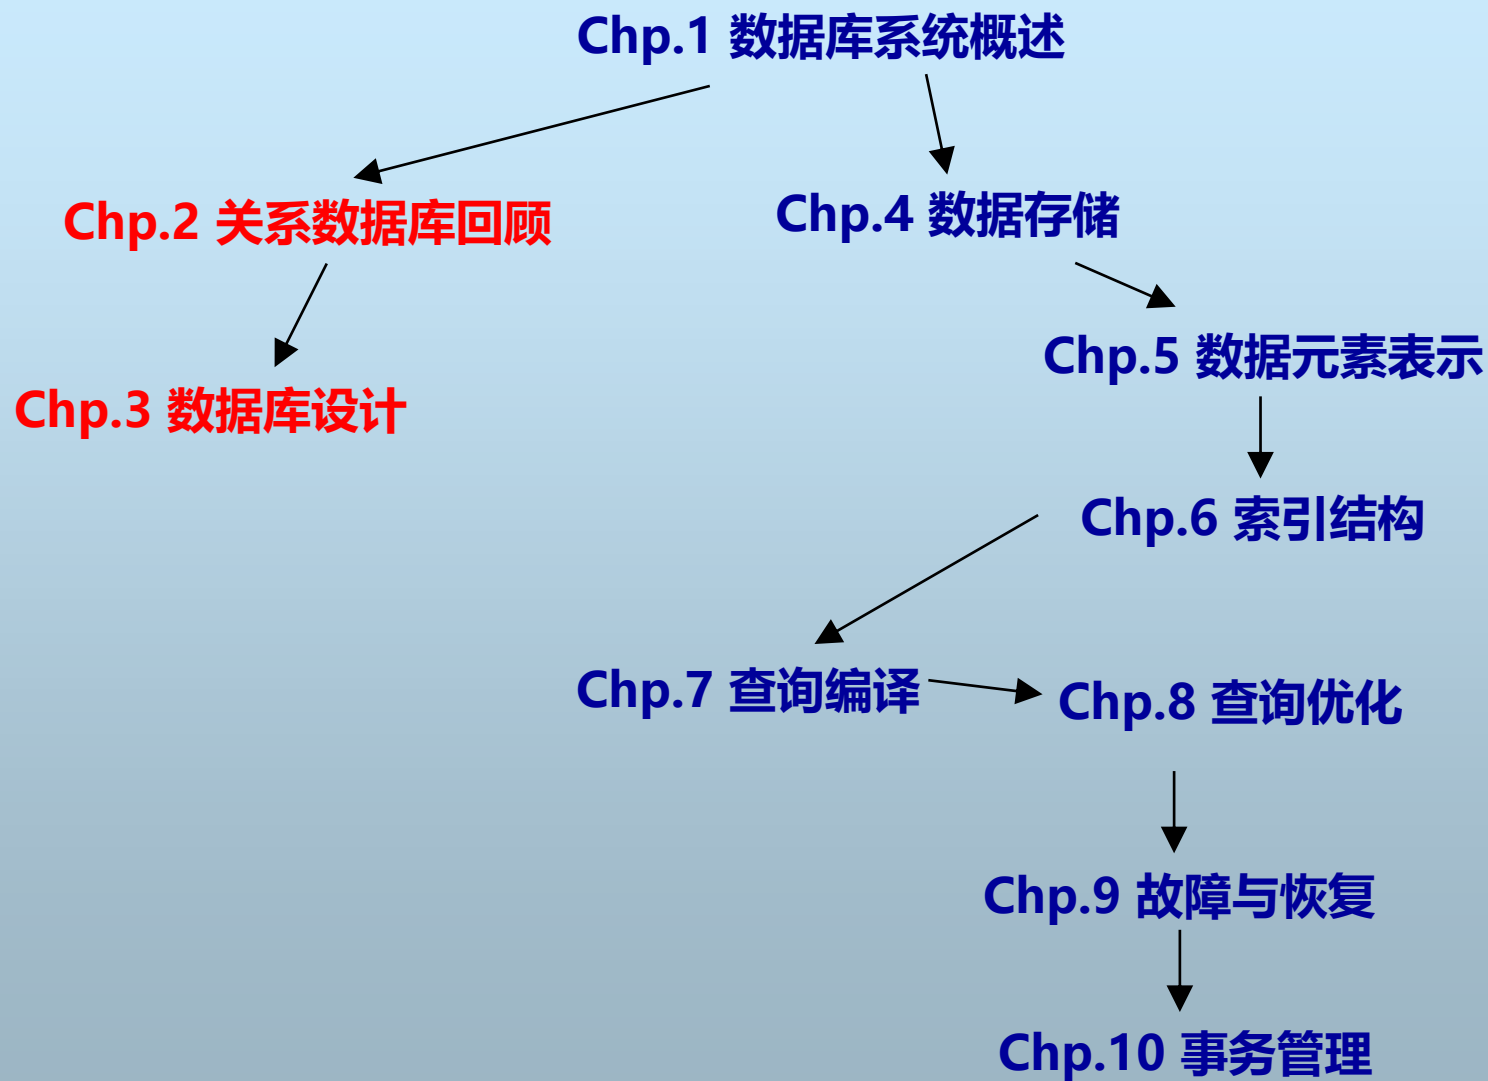 Chp.1 数据库系统概述
Chp.2 关系数据库回顾
Chp.4 数据存储
Chp.5 数据元素表示
Chp.3 数据库设计
Chp.6 索引结构
Chp.7 查询编译
Chp.8 查询优化
Chp.9 故障与恢复
Chp.10 事务管理